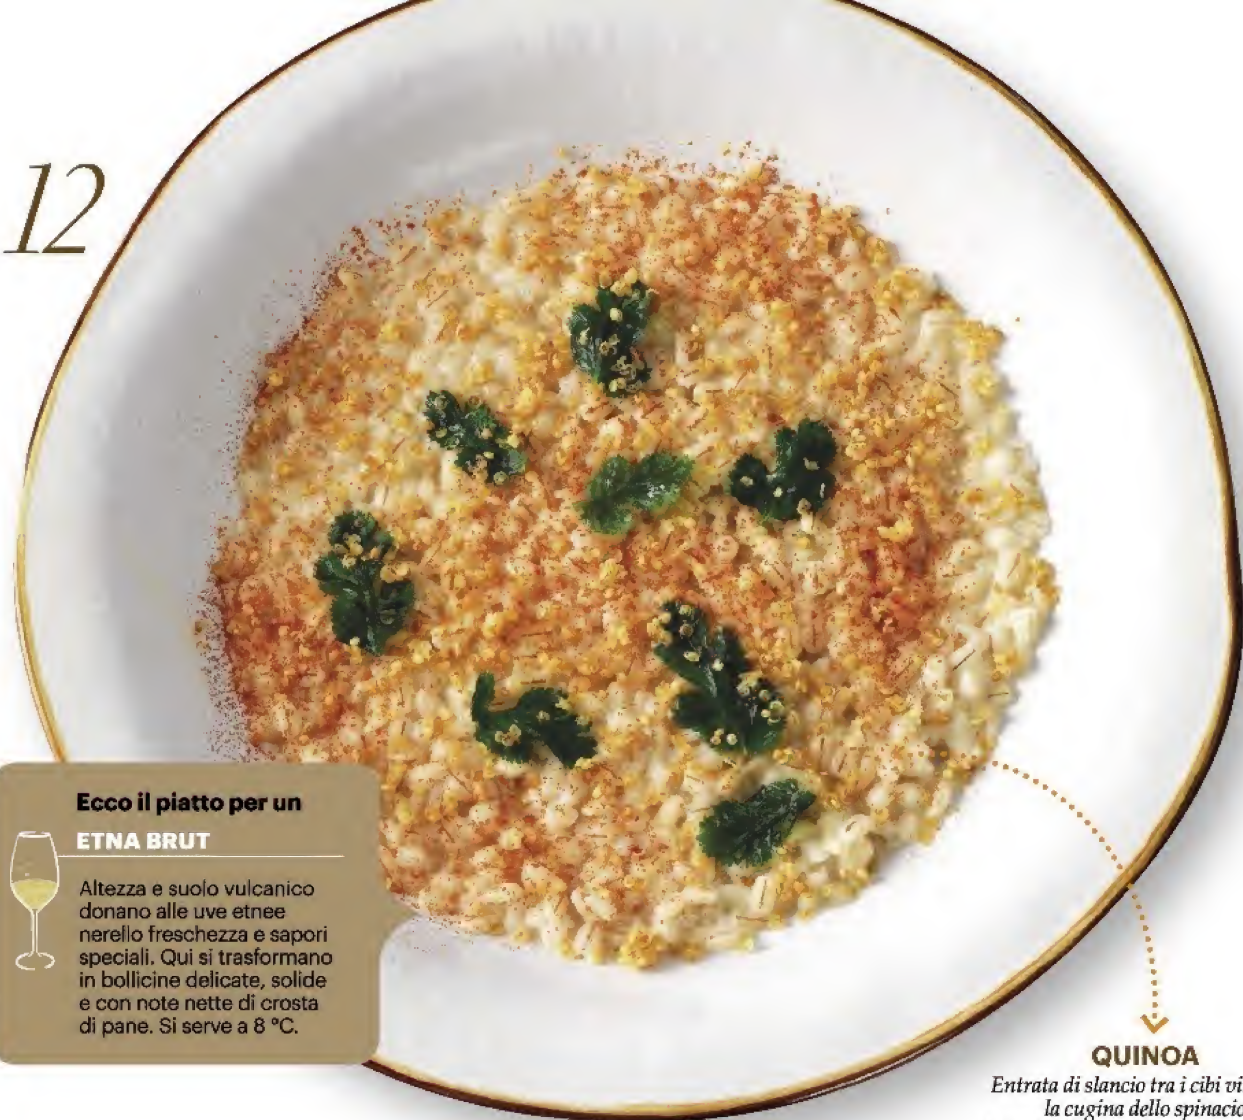 12
Ecco il piatto per un
ETNA BRUT
Altezza e suolo vulcanico
donano alle uve etnee
nerello freschezza e sapori
speciali. Qui si trasformano
in bollicine delicate, solide
e con note nette di crosta
di pane. Si serve a 8 °C.
QUINOA
Entrata di slancio tra i cibi
la cugina dello